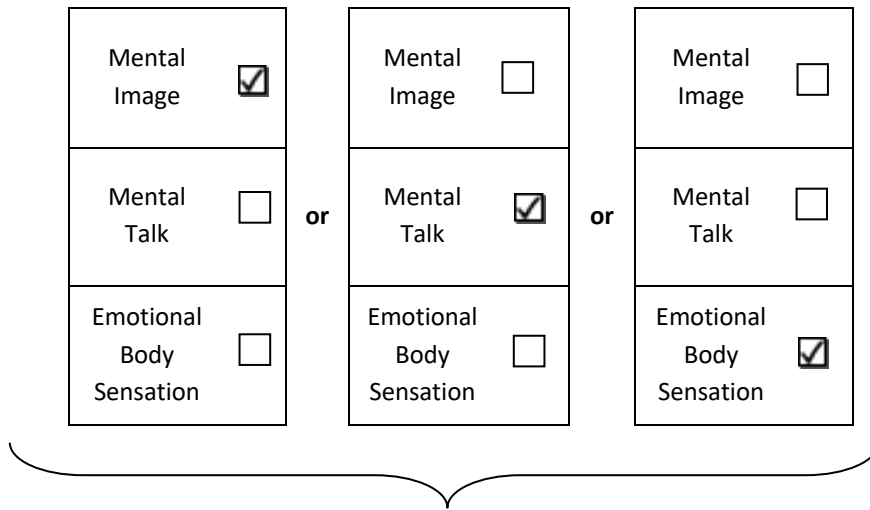 Mental
Image
Mental
Talk
Emotional
Body
Sensation
or
Mental
Image
Mental
Talk
Emotional
Body
Sensation
or
Mental
Image
Mental
Talk
Emotional
Body
Sensation